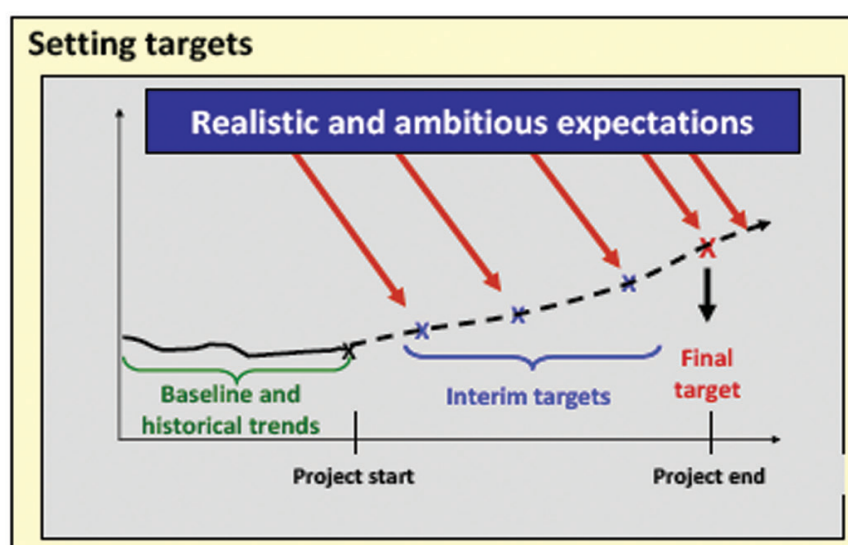 Setting targets
Realistic and ambitious expectations
X
X
X
X
X
Baseline and
historical trends
Interim targets
Final
target
Project start
Project end